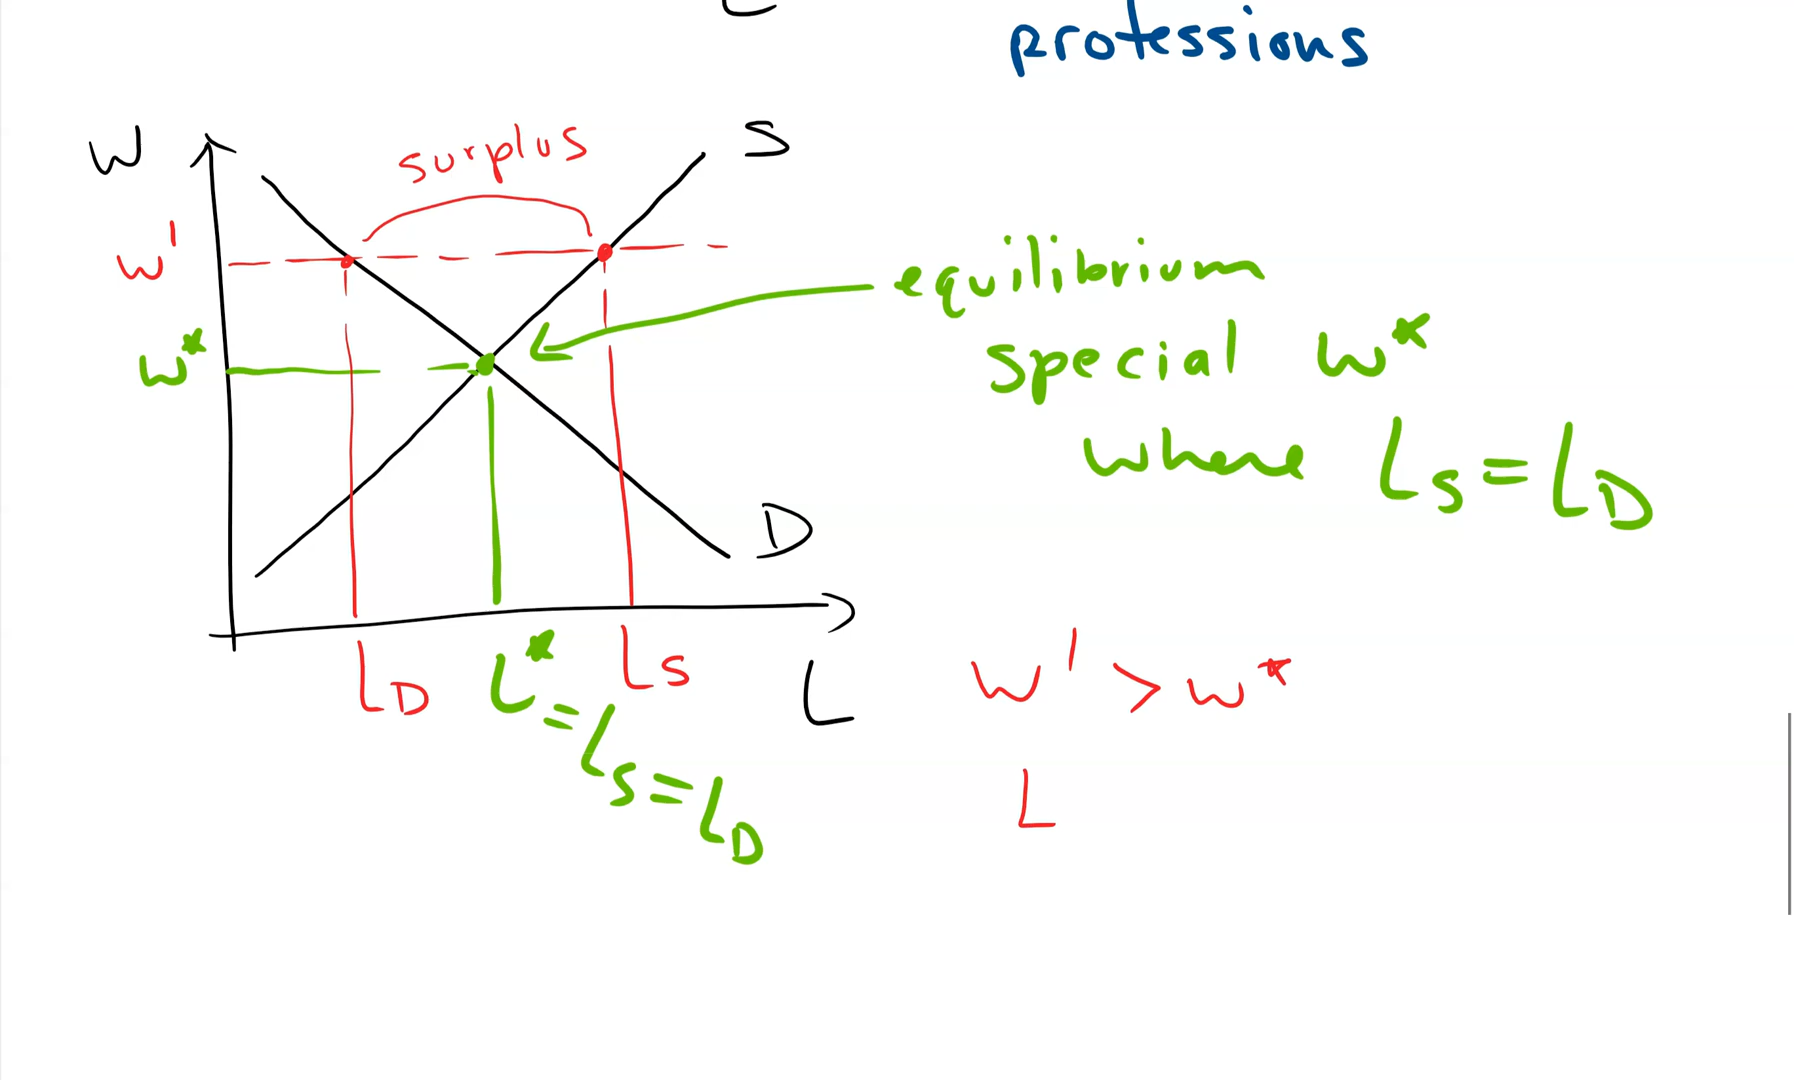 professions
W
surplus
S
w'
w*
equilibrium
special w*
where Ls = LD
D
LD
L*
Ls
L
= Ls = LD
w' > w*
L